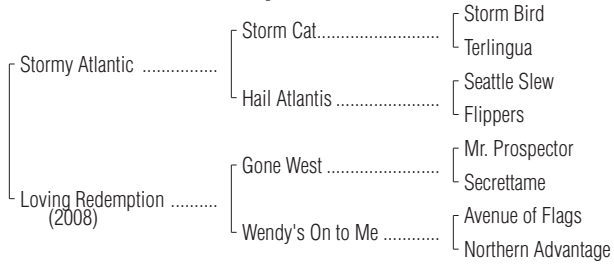 Storm Bird
Storm Cat........................
Terlingua
Stormy Atlantic ...............
Seattle Slew
Hail Atlantis ....................
Flippers
Mr. Prospector
Gone West ......................
Secrettame
Loving Redemption .........
(2008)
Avenue of Flags
Wendy's On to Me ...........
Northern Advantage